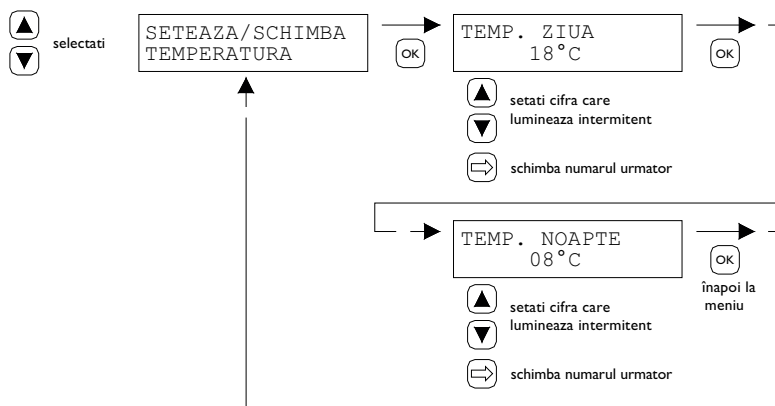 selectati
SETEAZA/SCHIMBA
TEMPERATURA
OK
TEMP. ZIUA
18°C
OK
setati cifra care
lumineaza intermitent
schimba numarul urmator
TEMP. NOAPTE
08°C
OK
înapoi la
meniu
setati cifra care
lumineaza intermitent
schimba numarul urmator